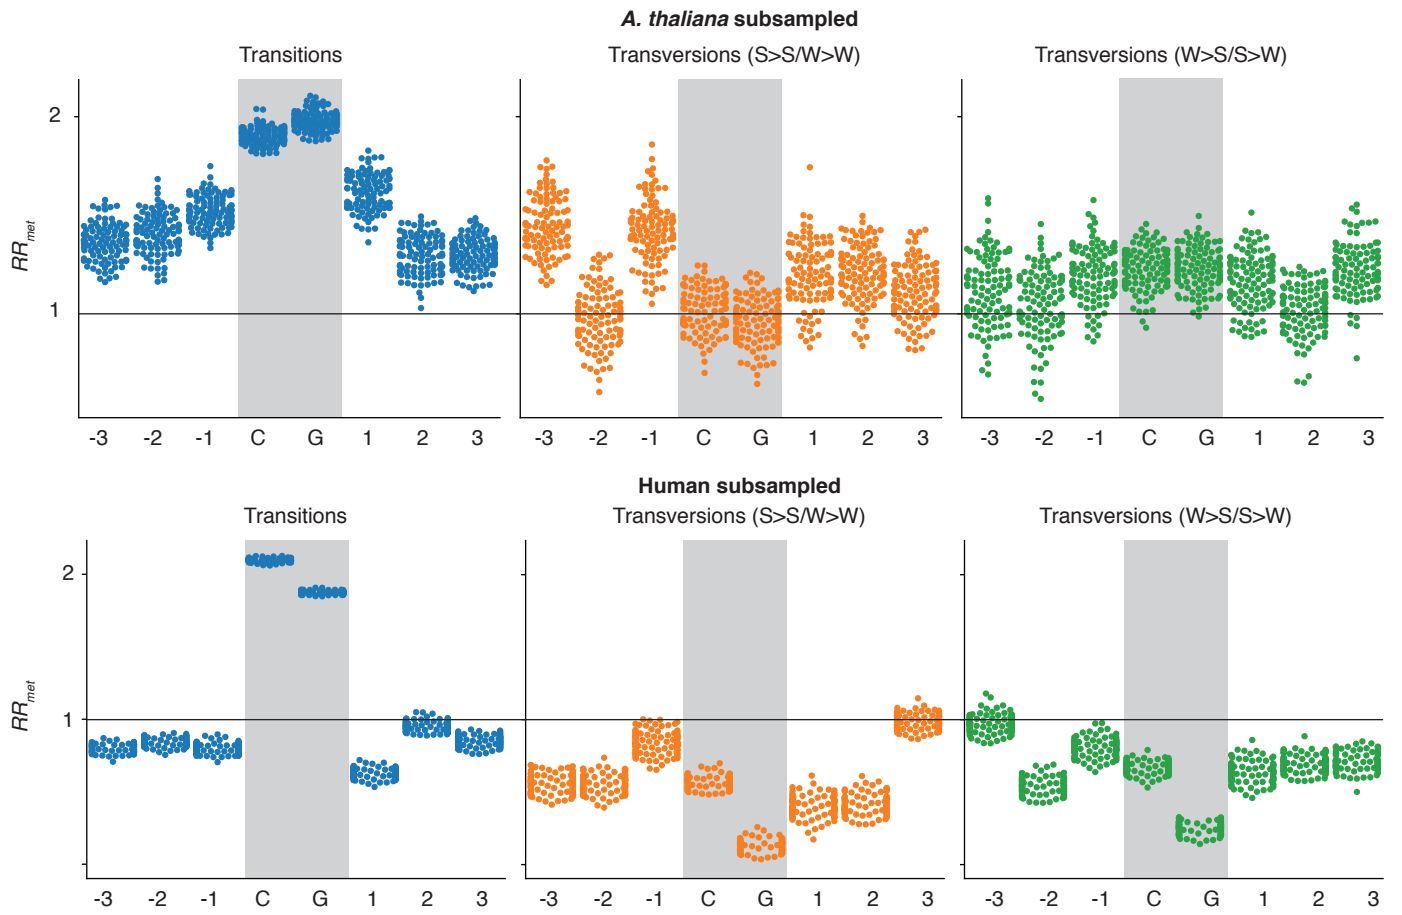 A. thaliana subsampled
Transitions
Transversions (S>S/W>W)
Transversions (W>S/S>W)
2
1
RRmet
-3 -2 -1 C G 1 2 3
-3 -2 -1 C G 1 2 3
-3 -2 -1 C G 1 2 3
Human subsampled
Transitions
Transversions (S>S/W>W)
Transversions (W>S/S>W)
2
1
RRmet
-3 -2 -1 C G 1 2 3
-3 -2 -1 C G 1 2 3
-3 -2 -1 C G 1 2 3